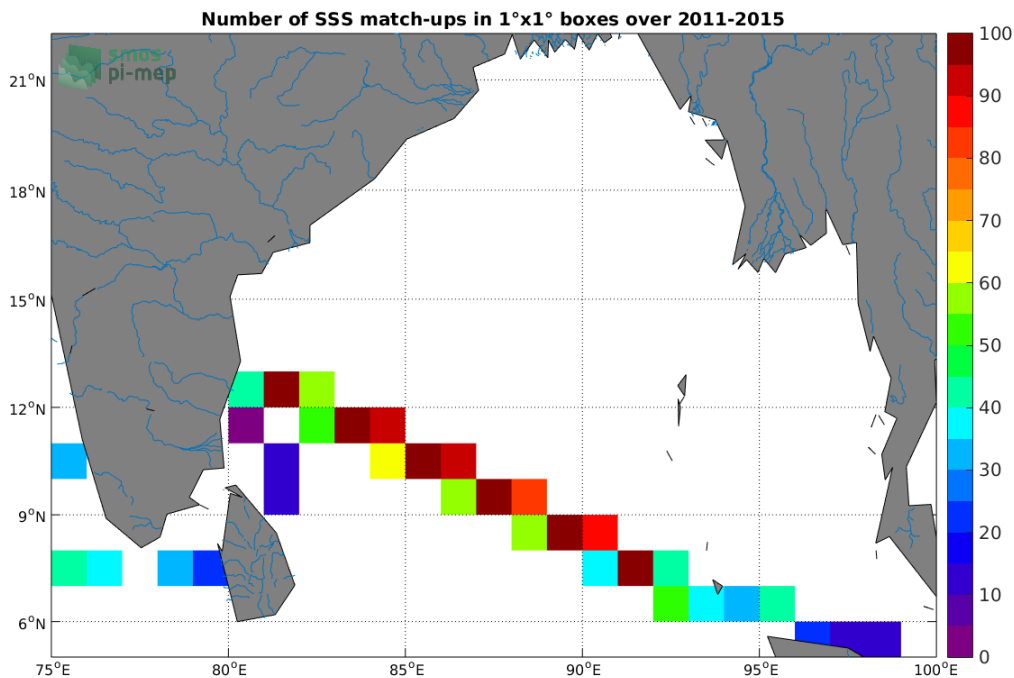 Number of SSS match-ups in 1°x1° boxes over 2011-2015
smos
pi-mep
21°N
18°N
15°N
12°N
9°N
6°N
75°E
80°E
85°E
90°E
95°E
100°E
100
90
80
70
60
50
40
30
20
10
0